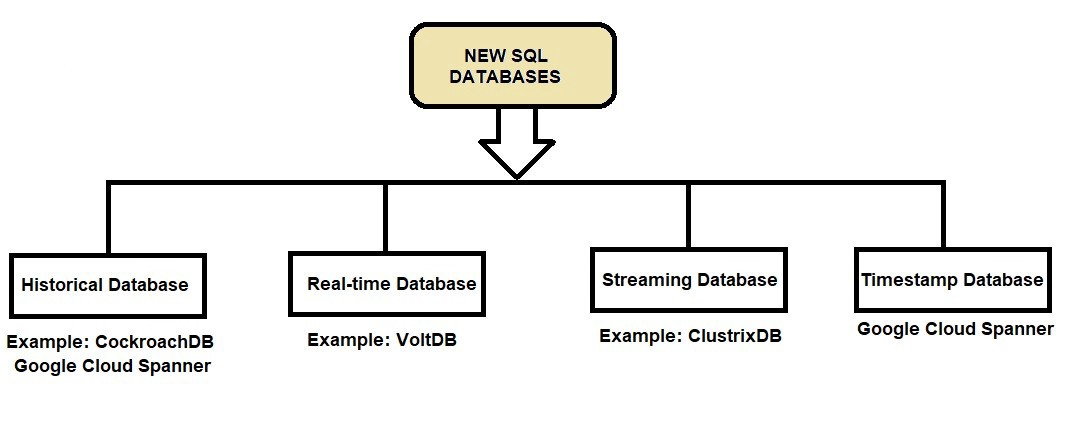 NEW SQL
DATABASES
Historical Database
Example: CockroachDB
Google Cloud Spanner
Real-time Database
Example: VoltDB
Streaming Database
Example: ClustrixDB
Timestamp Database
Google Cloud Spanner